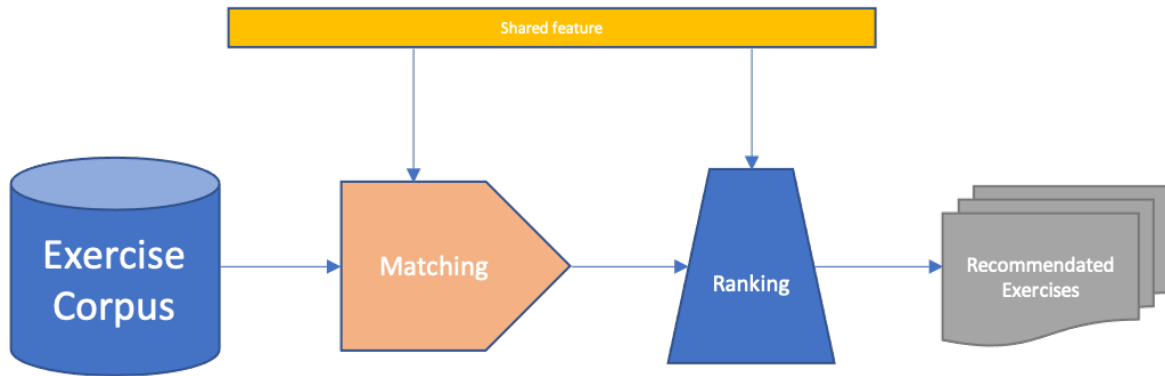 Shared feature
Exercise
Corpus
Matching
Ranking
Recommendated
Exercises